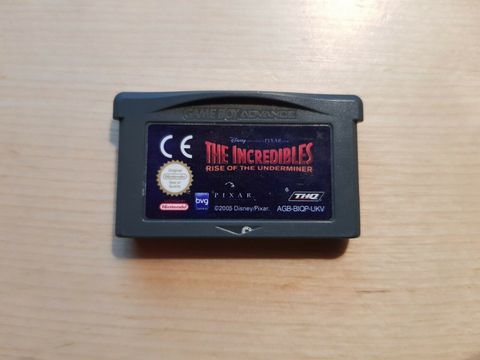 GAME BOY ADVANCE
CE
Disney PIXAR
THE INCREDIBLES
RISE OF THE UNDERMINER
Nintendo
PIXAR
bvg
©2005 Disney/Pixar.
6
THQ
AGB-BIQP-UKV